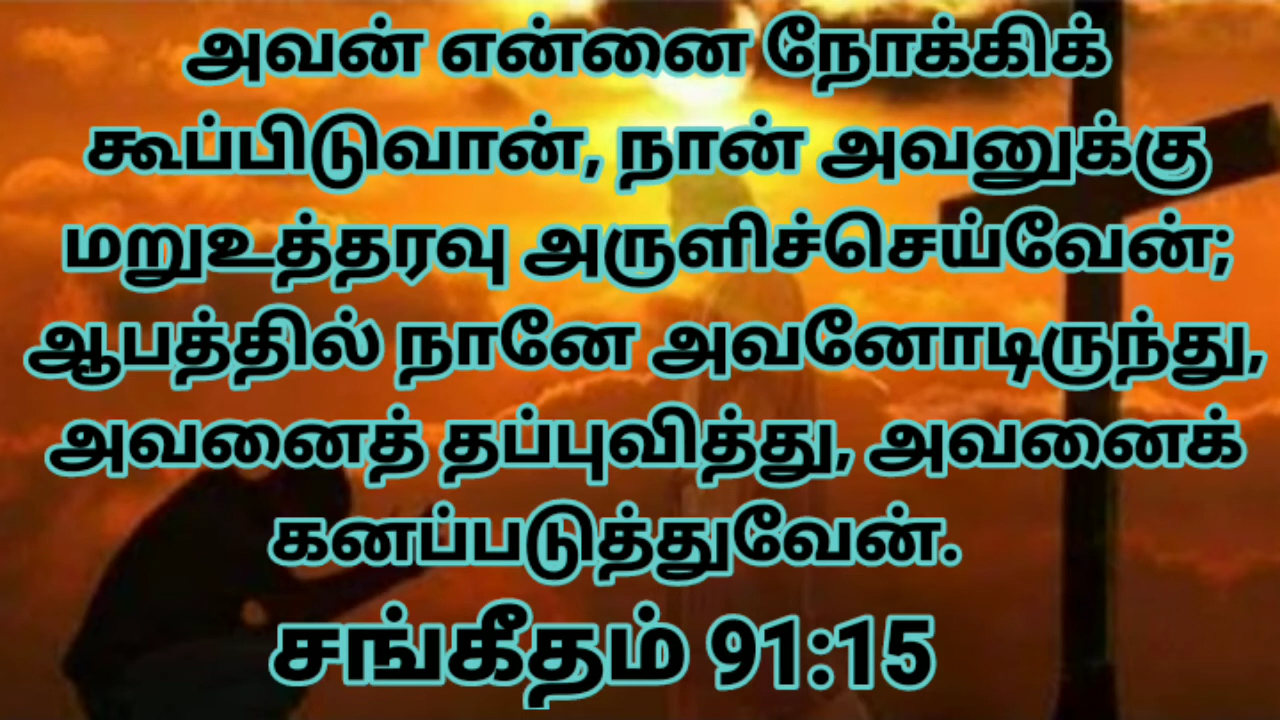 அவன் என்னை நோக்கிக்
கூப்பிடுவான், நான் அவனுக்கு
மறுஉத்தரவு அருளிச்செய்வேன்;
ஆபத்தில் நானே அவனோடிருந்து,
அவனைத் தப்புவித்து, அவனைக்
கனப்படுத்துவேன்.
சங்கீதம் 91:15